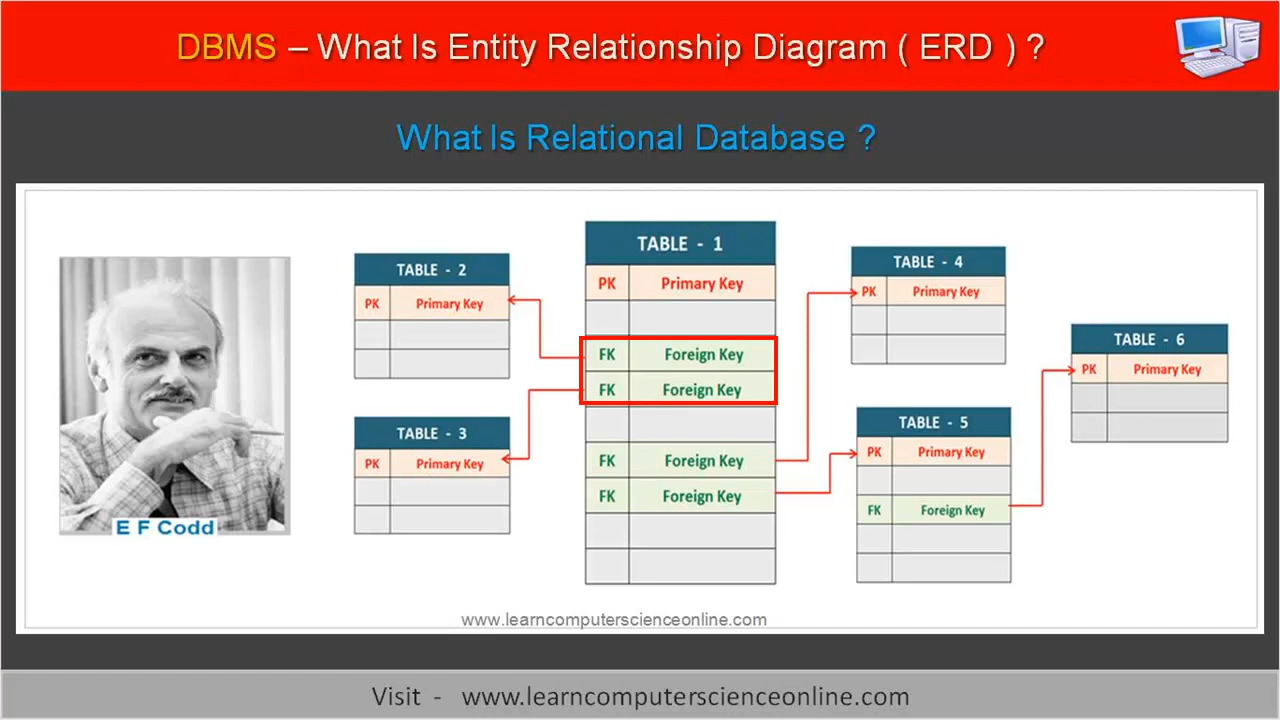 DBMS – What Is Entity Relationship Diagram ( ERD ) ?
What Is Relational Database ?
E F Codd
TABLE - 2
PK Primary Key
TABLE - 3
PK Primary Key
TABLE - 1
PK Primary Key
FK Foreign Key
FK Foreign Key
FK Foreign Key
FK Foreign Key
TABLE - 4
PK Primary Key
TABLE - 5
PK Primary Key
FK Foreign Key
TABLE - 6
PK Primary Key
www.learncomputerscienceonline.com
Visit - www.learncomputerscienceonline.com